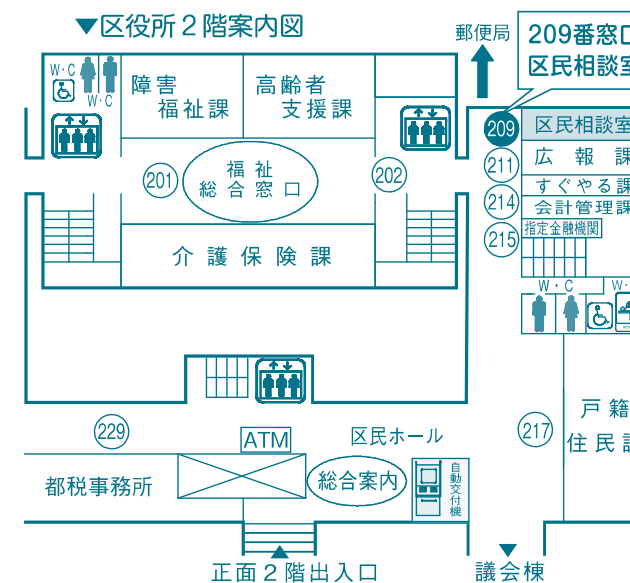 ▼区役所２階案内図
郵便局
209番窓口
区民相談室
W・C
W・C
障害
福祉課
高齢者
支援課
209
区民相談室
211
広報課
すぐやる課
201
福祉
総合窓口
202
214
会計管理課
215
指定金融機関
介護保険課
W・C
W・
229
ATM
区民ホール
217
戸籍
住民
都税事務所
総合案内
自動交付機
正面２階出入口
議会棟